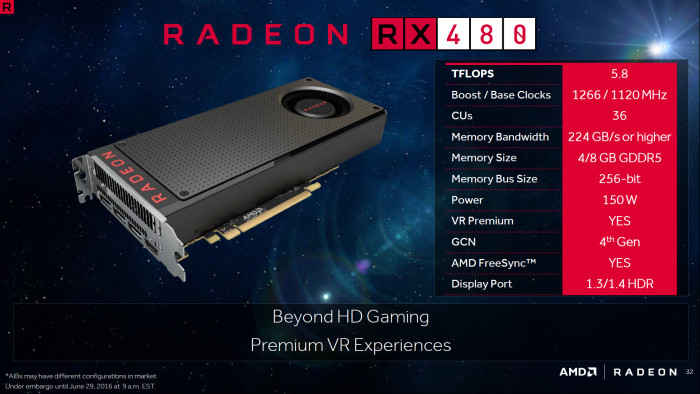 R
RADEON RX480
TFLOPS 5.8
Boost / Base Clocks 1266 / 1120 MHz
CUs 36
Memory Bandwidth 224 GB/s or higher
Memory Size 4/8 GB GDDR5
Memory Bus Size 256-bit
Power 150 W
VR Premium YES
GCN 4th Gen
AMD FreeSync™ YES
Display Port 1.3/1.4 HDR
RADEON
RADEON
AMD
Beyond HD Gaming
Premium VR Experiences
*AIBs may have different configurations in market.
Under embargo until June 29, 2016 at 9 a.m. EST.
AMD | RADEON 32